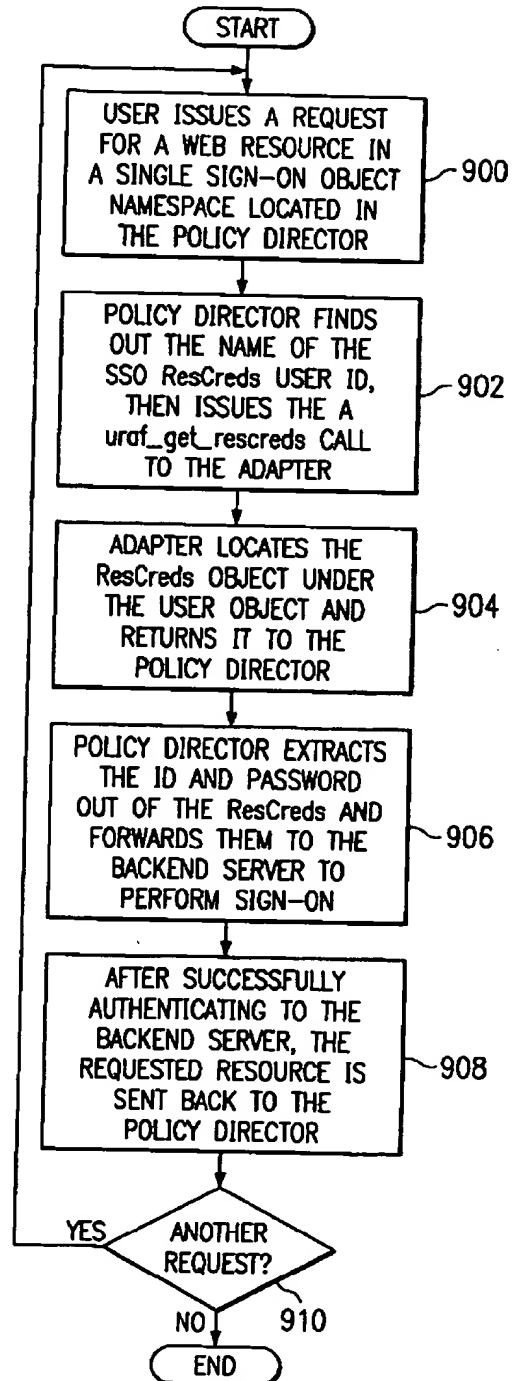 START
USER ISSUES A REQUEST
FOR A WEB RESOURCE IN
A SINGLE SIGN-ON OBJECT
NAMESPACE LOCATED IN
THE POLICY DIRECTOR
900
POLICY DIRECTOR FINDS
OUT THE NAME OF THE
SSO ResCreds USER ID,
THEN ISSUES THE A
uraf_get_rescreds CALL
TO THE ADAPTER
902
ADAPTER LOCATES THE
ResCreds OBJECT UNDER
THE USER OBJECT AND
RETURNS IT TO THE
POLICY DIRECTOR
904
POLICY DIRECTOR EXTRACTS
THE ID AND PASSWORD
OUT OF THE ResCreds AND
FORWARDS THEM TO THE
BACKEND SERVER TO
PERFORM SIGN-ON
906
AFTER SUCCESSFULLY
AUTHENTICATING TO THE
BACKEND SERVER, THE
REQUESTED RESOURCE IS
SENT BACK TO THE
POLICY DIRECTOR
908
YES
ANOTHER
REQUEST?
910
NO
END